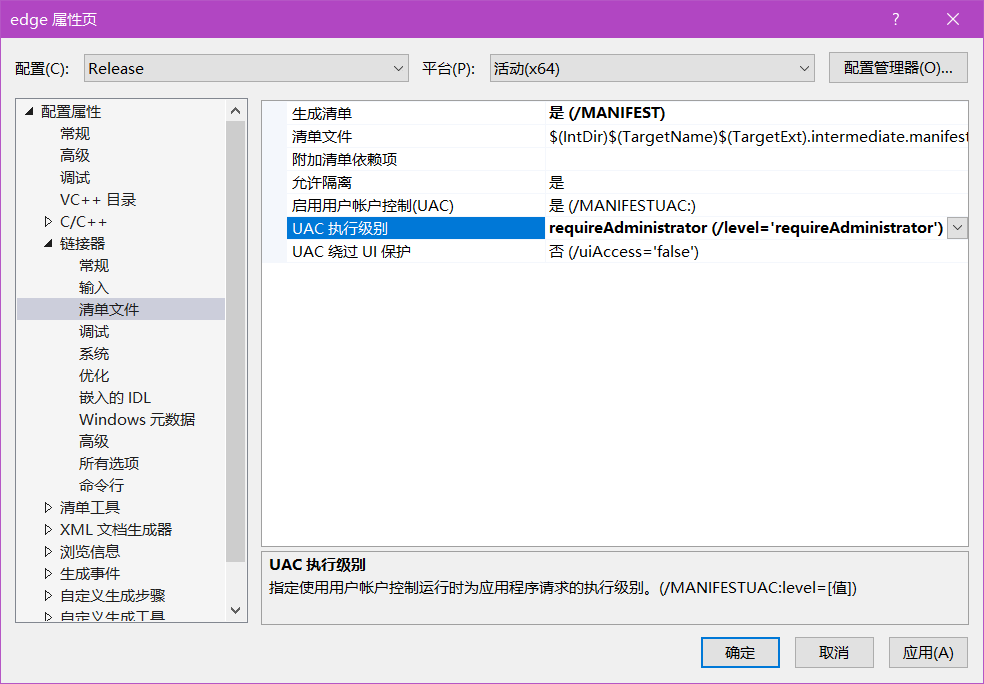 edge 属性页
配置(C): Release 平台(P): 活动(x64) 配置管理器(O)...
配置属性
常规
高级
调试
VC++ 目录
C/C++
链接器
常规
输入
清单文件
调试
系统
优化
嵌入的 IDL
Windows 元数据
高级
所有选项
命令行
清单工具
XML 文档生成器
浏览信息
生成事件
自定义生成步骤
自定义生成工具
生成清单 是 (/MANIFEST)
清单文件 $(IntDir)$(TargetName)$(TargetExt).intermediate.manifest
附加清单依赖项
允许隔离 是
启用用户帐户控制(UAC) 是 (/MANIFESTUAC:)
UAC 执行级别 requireAdministrator (/level='requireAdministrator')
UAC 绕过 UI 保护 否 (/uiAccess='false')
UAC 执行级别
指定使用用户帐户控制运行时为应用程序请求的执行级别。(/MANIFESTUAC:level=[值])
确定 取消 应用(A)